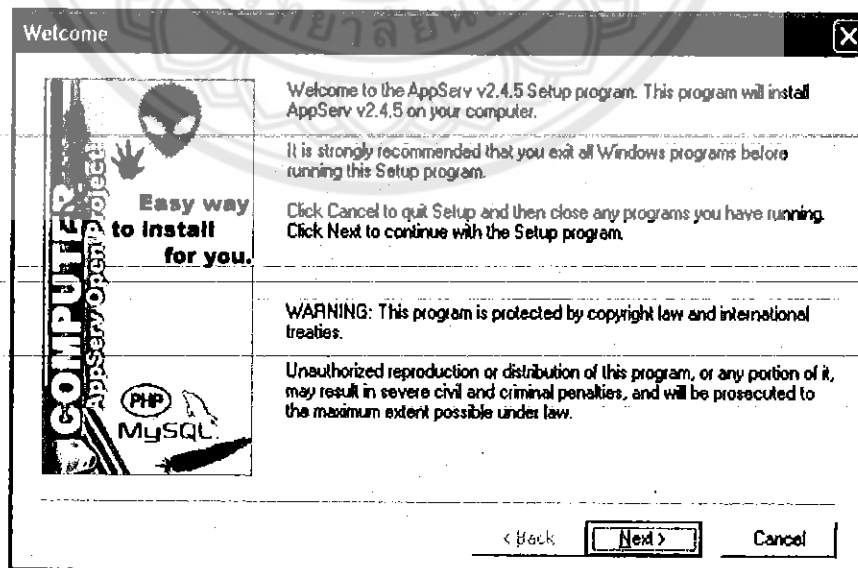 Welcome
Welcome to the AppServ v2.4.5 Setup program. This program will install
AppServ v2.4.5 on your computer.
It is strongly recommended that you exit all Windows programs before
running this Setup program.
Click Cancel to quit Setup and then close any programs you have running.
Click Next to continue with the Setup program.
WARNING: This program is protected by copyright law and international
treaties.
Unauthorized reproduction or distribution of this program, or any portion of it,
may result in severe civil and criminal penalties, and will be prosecuted to
the maximum extent possible under law.
COMPUTER
AppServ Open Project
Easy way
to install
for you.
PHP
MySQL
< Back
Next >
Cancel